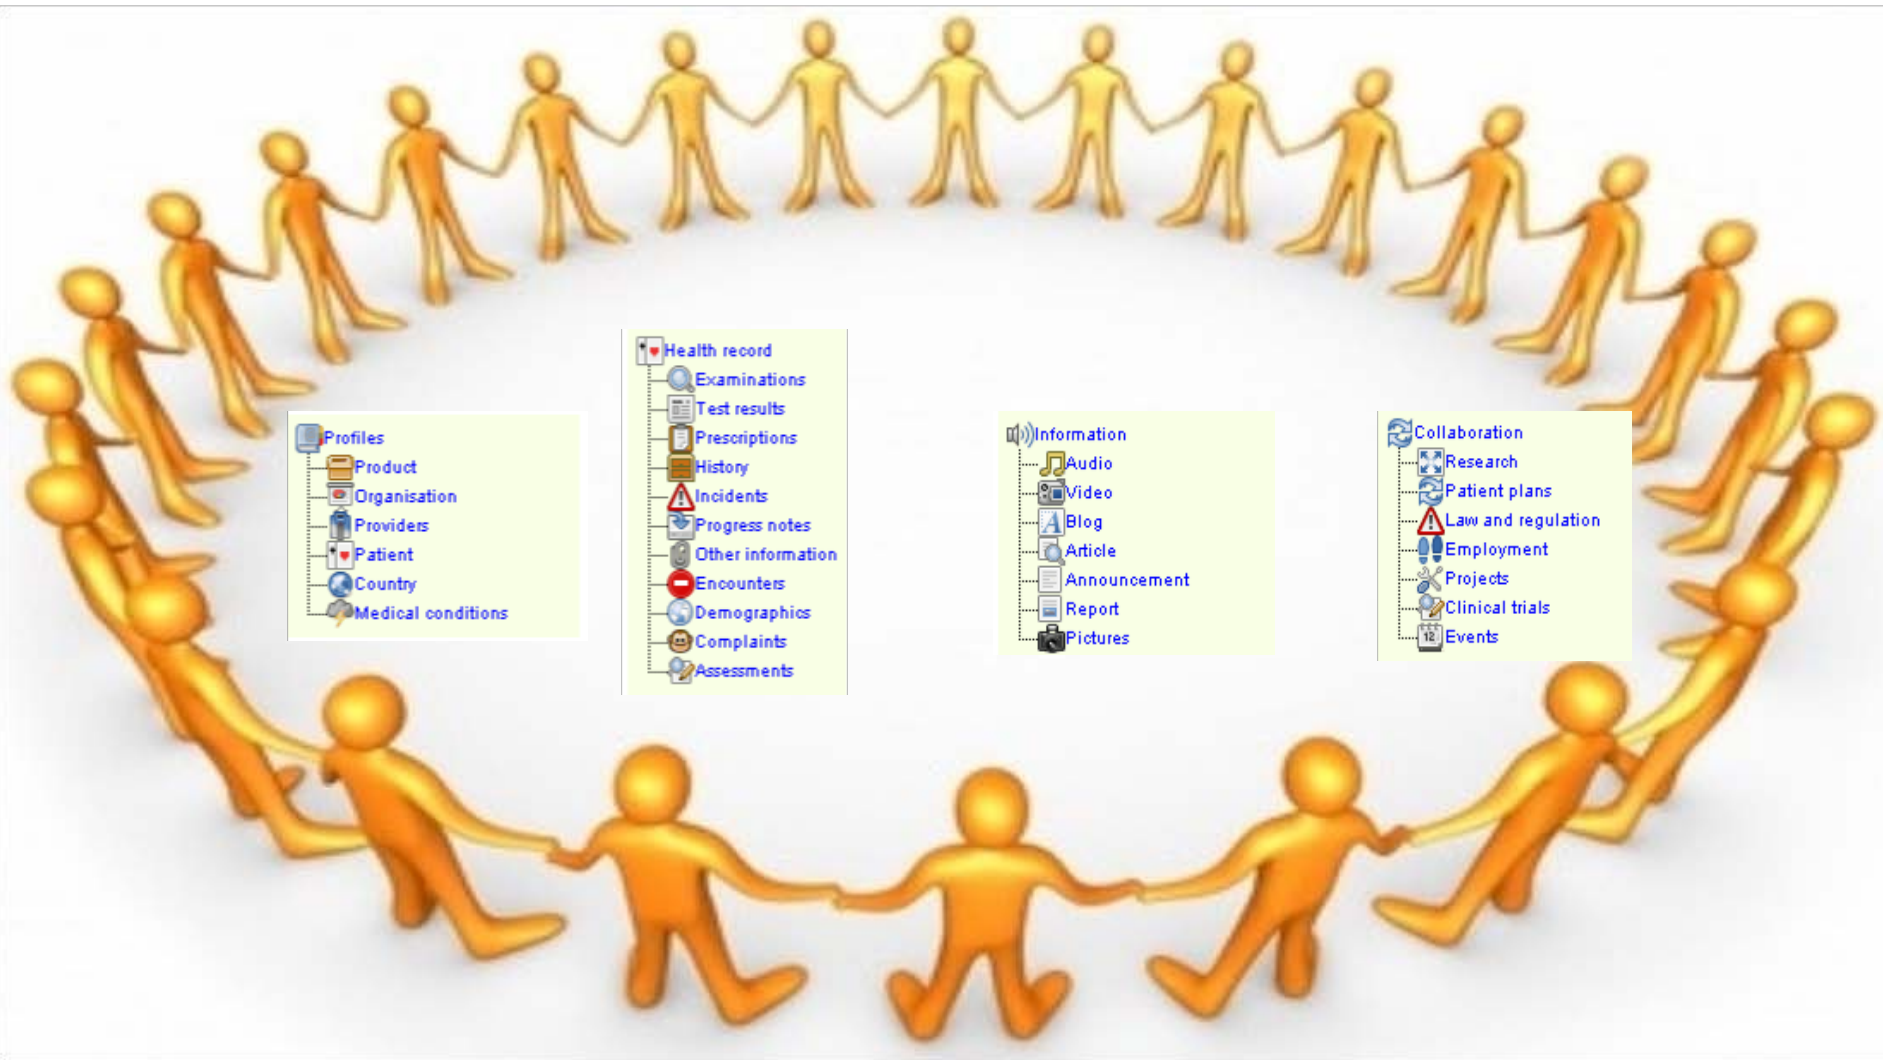 Profiles
Product
Organisation
Providers
Patient
Country
Medical conditions
Health record
Examinations
Test results
Prescriptions
History
Incidents
Progress notes
Other information
Encounters
Demographics
Complaints
Assessments
Information
Audio
Video
Blog
Article
Announcement
Report
Pictures
Collaboration
Research
Patient plans
Law and regulation
Employment
Projects
Clinical trials
12
Events